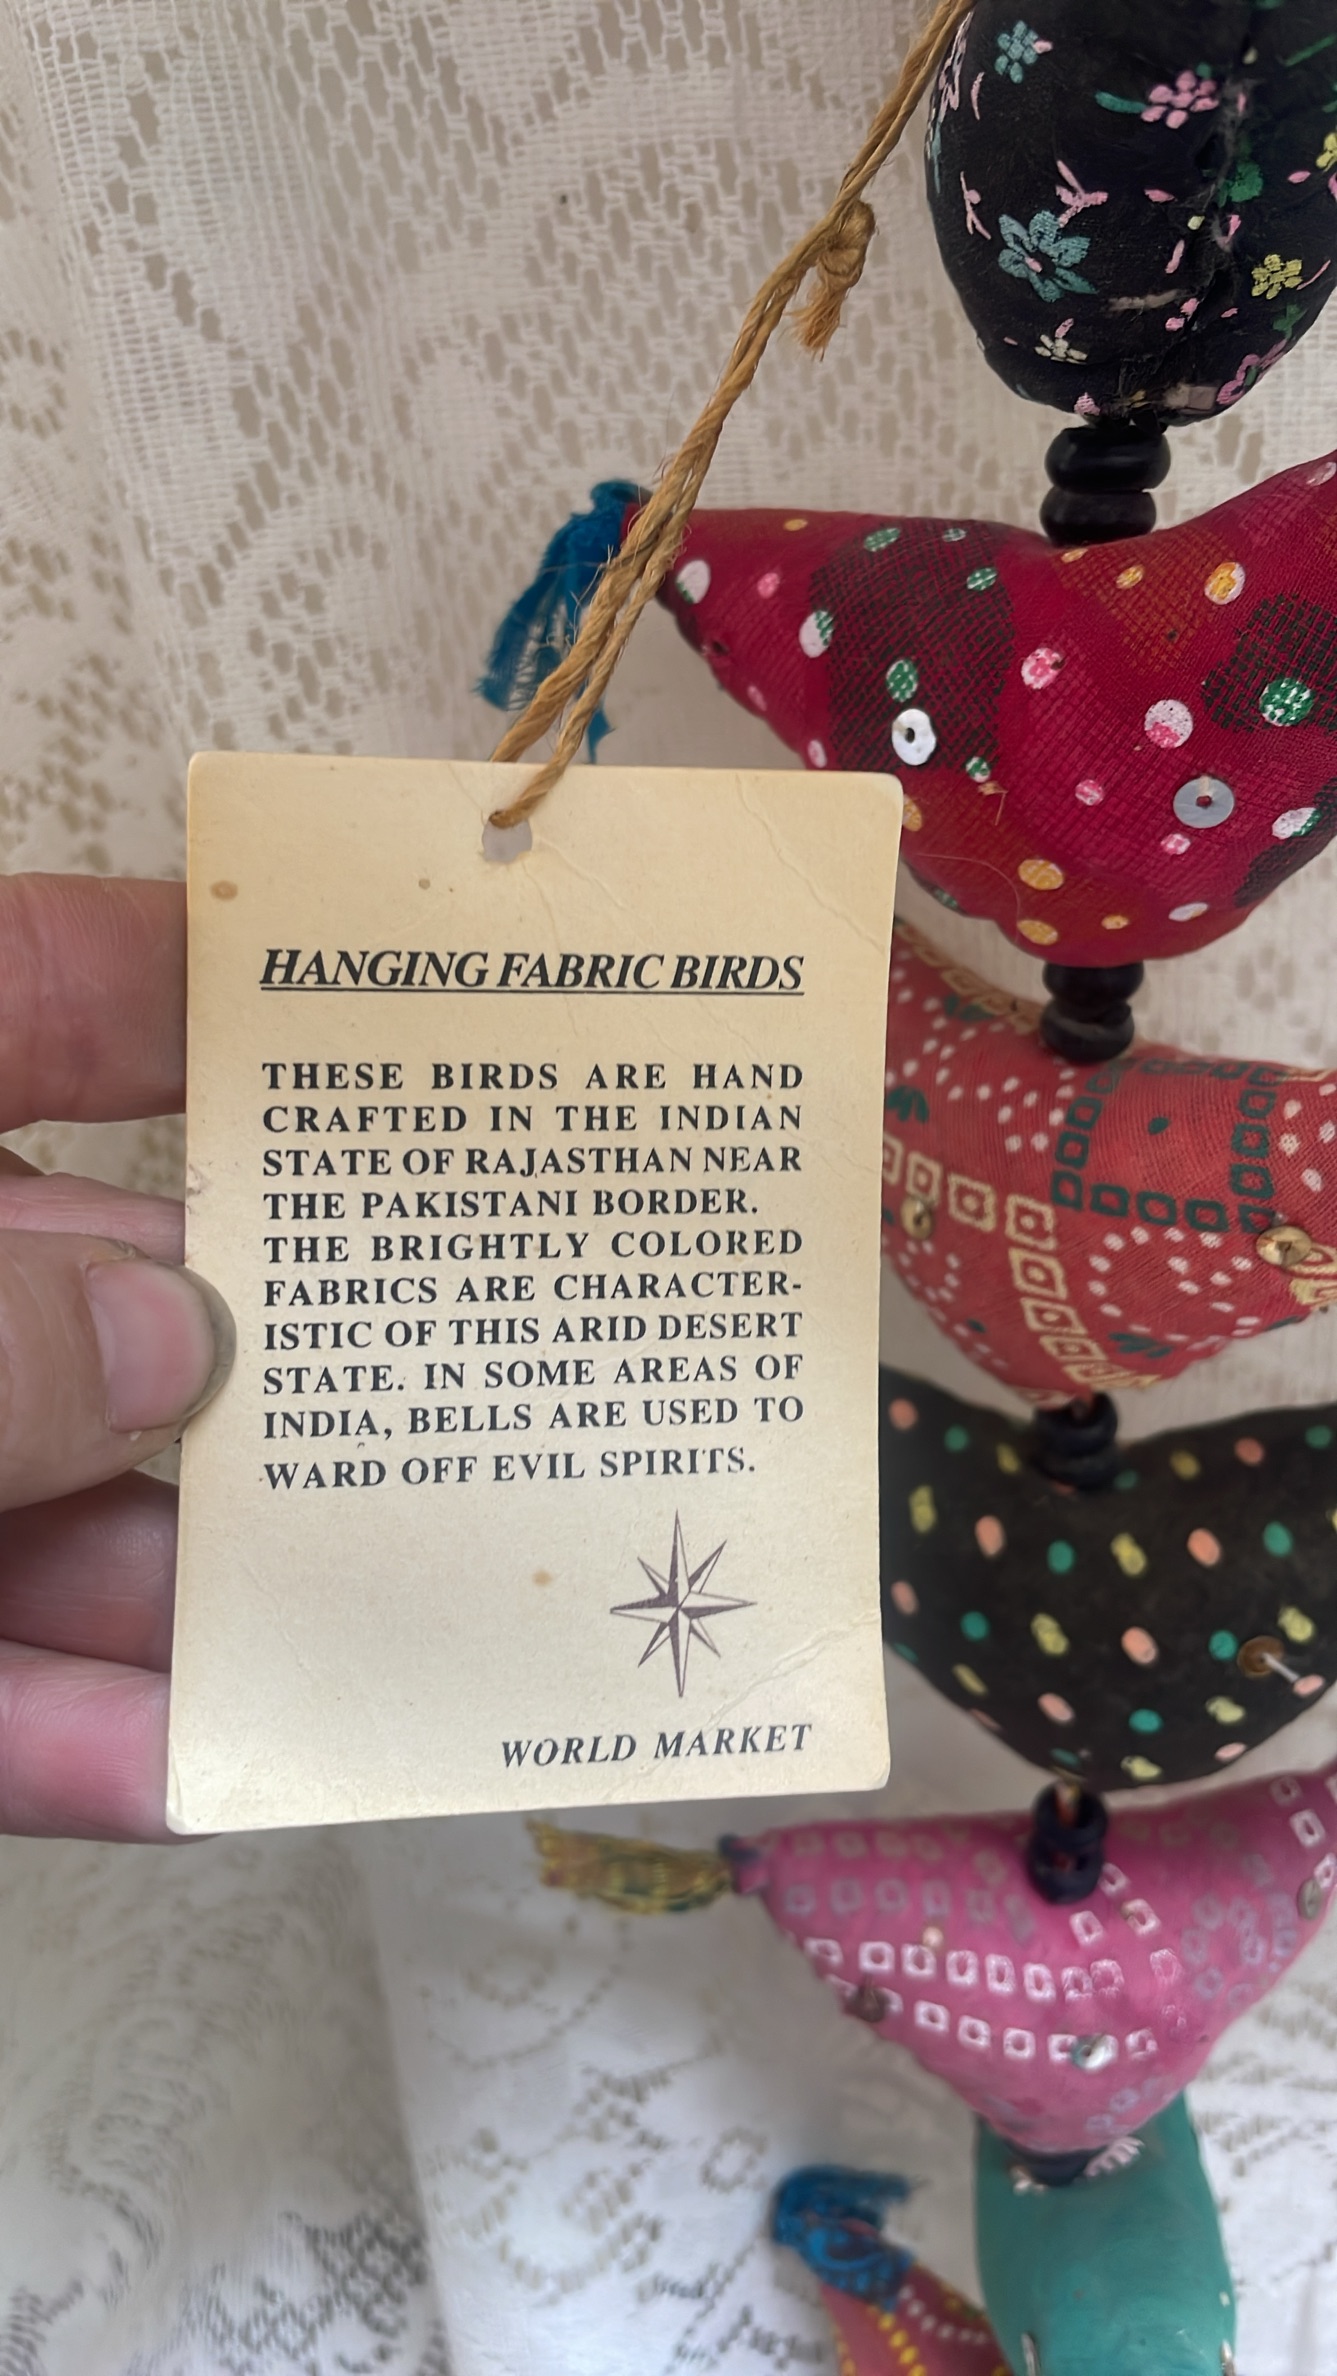 HANGING FABRIC BIRDS
THESE BIRDS ARE HAND
CRAFTED IN THE INDIAN
STATE OF RAJASTHAN NEAR
THE PAKISTANI BORDER.
THE BRIGHTLY COLORED
FABRICS ARE CHARACTER-
ISTIC OF THIS ARID DESERT
STATE. IN SOME AREAS OF
INDIA, BELLS ARE USED TO
WARD OFF EVIL SPIRITS.
WORLD MARKET